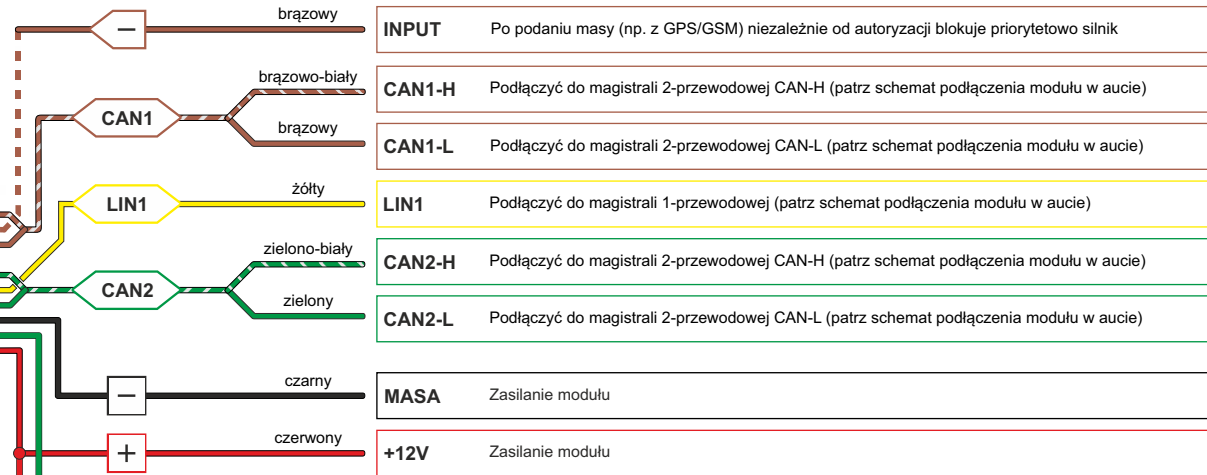 brązowy
− INPUT Po podaniu masy (np. z GPS/GSM) niezależnie od autoryzacji blokuje priorytetowo silnik
brązowo-biały
CAN1-H Podłączyć do magistrali 2-przewodowej CAN-H (patrz schemat podłączenia modułu w aucie)
CAN1
brązowy
CAN1-L Podłączyć do magistrali 2-przewodowej CAN-L (patrz schemat podłączenia modułu w aucie)
żółty
LIN1 LIN1 Podłączyć do magistrali 1-przewodowej (patrz schemat podłączenia modułu w aucie)
zielono-biały
CAN2-H Podłączyć do magistrali 2-przewodowej CAN-H (patrz schemat podłączenia modułu w aucie)
CAN2
zielony
CAN2-L Podłączyć do magistrali 2-przewodowej CAN-L (patrz schemat podłączenia modułu w aucie)
czarny
− MASA Zasilanie modułu
czerwony
+ +12V Zasilanie modułu